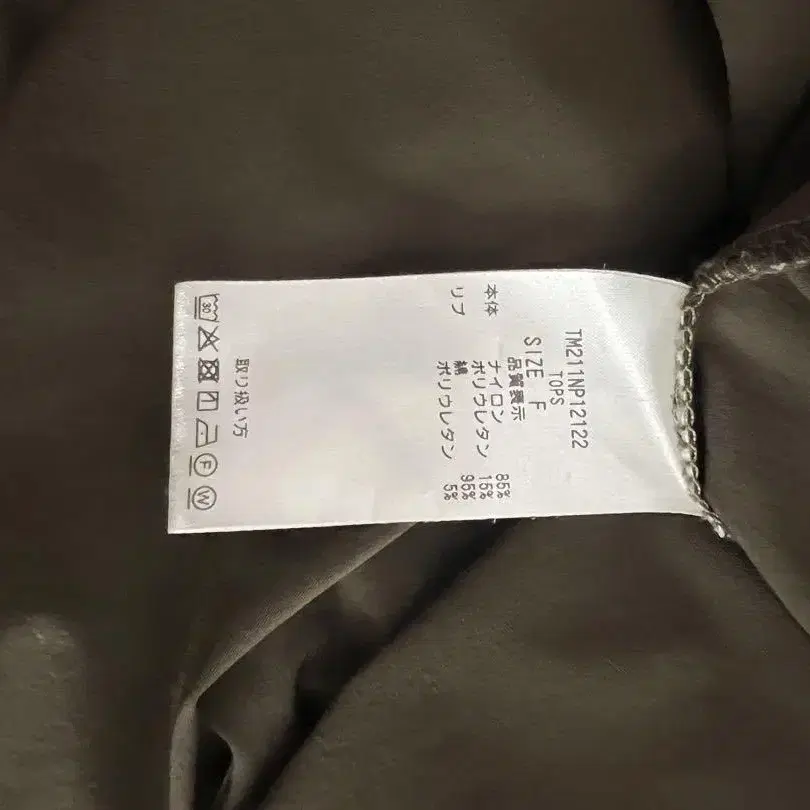 TM211NP12122
TOPS
SIZE F
品質表示
本体 ナイロン 85%
ポリウレタン 15%
リブ 綿 95%
ポリウレタン 5%
取り扱い方
30
F
W